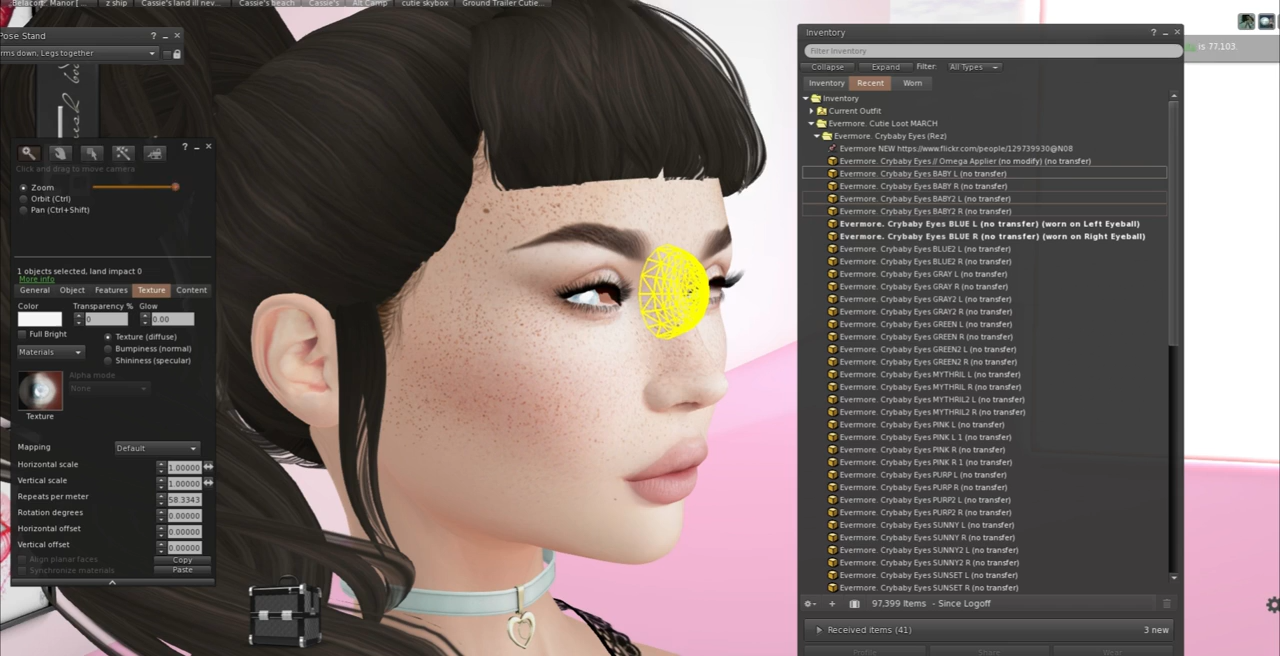 Belacort. Manor [ ...
z ship
Cassie's land ill nev...
Cassie's beach
Cassie's
Alt Camp
cutie skybox
Ground Trailer Cutie...
Pose Stand
rms down, Legs together
Click and drag to move camera
Zoom
Orbit (Ctrl)
Pan (Ctrl+Shift)
1 objects selected, land impact 0
More info
General Object Features Texture Content
Color Transparency % Glow
0 0.00
Full Bright
Texture (diffuse)
Materials
Bumpiness (normal)
Shininess (specular)
Alpha mode
None
Texture
Mapping Default
Horizontal scale 1.00000
Vertical scale 1.00000
Repeats per meter 58.3343
Rotation degrees 0.00000
Horizontal offset 0.00000
Vertical offset 0.00000
Align planar faces Copy
Synchronize materials Paste
Inventory
Filter Inventory
Collapse Expand Filter: All Types
Inventory Recent Worn
Inventory
Current Outfit
Evermore. Cutie Loot MARCH
Evermore. Crybaby Eyes (Rez)
Evermore NEW https://www.flickr.com/people/129739930@N08
Evermore. Crybaby Eyes // Omega Applier (no modify) (no transfer)
Evermore. Crybaby Eyes BABY L (no transfer)
Evermore. Crybaby Eyes BABY R (no transfer)
Evermore. Crybaby Eyes BABY2 L (no transfer)
Evermore. Crybaby Eyes BABY2 R (no transfer)
Evermore. Crybaby Eyes BLUE L (no transfer) (worn on Left Eyeball)
Evermore. Crybaby Eyes BLUE R (no transfer) (worn on Right Eyeball)
Evermore. Crybaby Eyes BLUE2 L (no transfer)
Evermore. Crybaby Eyes BLUE2 R (no transfer)
Evermore. Crybaby Eyes GRAY L (no transfer)
Evermore. Crybaby Eyes GRAY R (no transfer)
Evermore. Crybaby Eyes GRAY2 L (no transfer)
Evermore. Crybaby Eyes GRAY2 R (no transfer)
Evermore. Crybaby Eyes GREEN L (no transfer)
Evermore. Crybaby Eyes GREEN R (no transfer)
Evermore. Crybaby Eyes GREEN2 L (no transfer)
Evermore. Crybaby Eyes GREEN2 R (no transfer)
Evermore. Crybaby Eyes MYTHRIL L (no transfer)
Evermore. Crybaby Eyes MYTHRIL R (no transfer)
Evermore. Crybaby Eyes MYTHRIL2 L (no transfer)
Evermore. Crybaby Eyes MYTHRIL2 R (no transfer)
Evermore. Crybaby Eyes PINK L (no transfer)
Evermore. Crybaby Eyes PINK L 1 (no transfer)
Evermore. Crybaby Eyes PINK R (no transfer)
Evermore. Crybaby Eyes PINK R 1 (no transfer)
Evermore. Crybaby Eyes PURP L (no transfer)
Evermore. Crybaby Eyes PURP R (no transfer)
Evermore. Crybaby Eyes PURP2 L (no transfer)
Evermore. Crybaby Eyes PURP2 R (no transfer)
Evermore. Crybaby Eyes SUNNY L (no transfer)
Evermore. Crybaby Eyes SUNNY R (no transfer)
Evermore. Crybaby Eyes SUNNY2 L (no transfer)
Evermore. Crybaby Eyes SUNNY2 R (no transfer)
Evermore. Crybaby Eyes SUNSET L (no transfer)
Evermore. Crybaby Eyes SUNSET R (no transfer)
97,399 Items - Since Logoff
Received items (41) 3 new
Profile Share Wear
is 77,103.